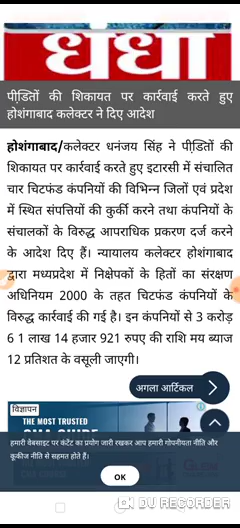 धंधा
पीड़ितों की शिकायत पर कार्रवाई करते हुए
होशंगाबाद कलेक्टर ने दिए आदेश
होशंगाबाद/कलेक्टर धनंजय सिंह ने पीड़ितों की
शिकायत पर कार्रवाई करते हुए इटारसी में संचालित
चार चिटफंड कंपनियों की विभिन्न जिलों एवं प्रदेश
में स्थित संपत्तियों की कुर्की करने तथा कंपनियों के
संचालकों के विरुद्ध आपराधिक प्रकरण दर्ज करने
के आदेश दिए हैं। न्यायालय कलेक्टर होशंगाबाद
द्वारा मध्यप्रदेश में निक्षेपकों के हितों का संरक्षण
अधिनियम 2000 के तहत चिटफंड कंपनियों के
विरुद्ध कार्रवाई की गई है। इन कंपनियों से 3 करोड़
6 1 लाख 14 हजार 921 रुपए की राशि मय ब्याज
12 प्रतिशत के वसूली जाएगी।
अगला आर्टिकल
विज्ञापन
THE MOST TRUSTED
हमारी वेबसाइट पर कंटेंट का प्रयोग जारी रखकर आप हमारी गोपनीयता नीति और
कूकीज नीति से सहमत होते हैं।
OK
DU RECORDER